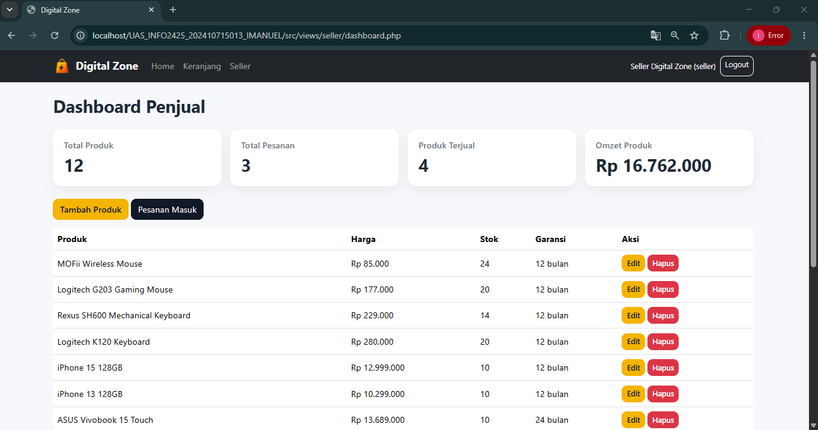 Digital Zone
localhost/UAS_INFO2425_202410715013_IMANUEL/src/views/seller/dashboard.php
I Error
Digital Zone Home Keranjang Seller Seller Digital Zone (seller) Logout
Dashboard Penjual
Total Produk Total Pesanan Produk Terjual Omzet Produk
12 3 4 Rp 16.762.000
Tambah Produk Pesanan Masuk
Produk Harga Stok Garansi Aksi
MOFii Wireless Mouse Rp 85.000 24 12 bulan Edit Hapus
Logitech G203 Gaming Mouse Rp 177.000 20 12 bulan Edit Hapus
Rexus SH600 Mechanical Keyboard Rp 229.000 14 12 bulan Edit Hapus
Logitech K120 Keyboard Rp 280.000 20 12 bulan Edit Hapus
iPhone 15 128GB Rp 12.999.000 10 12 bulan Edit Hapus
iPhone 13 128GB Rp 10.299.000 10 12 bulan Edit Hapus
ASUS Vivobook 15 Touch Rp 13.689.000 10 24 bulan Edit Hapus